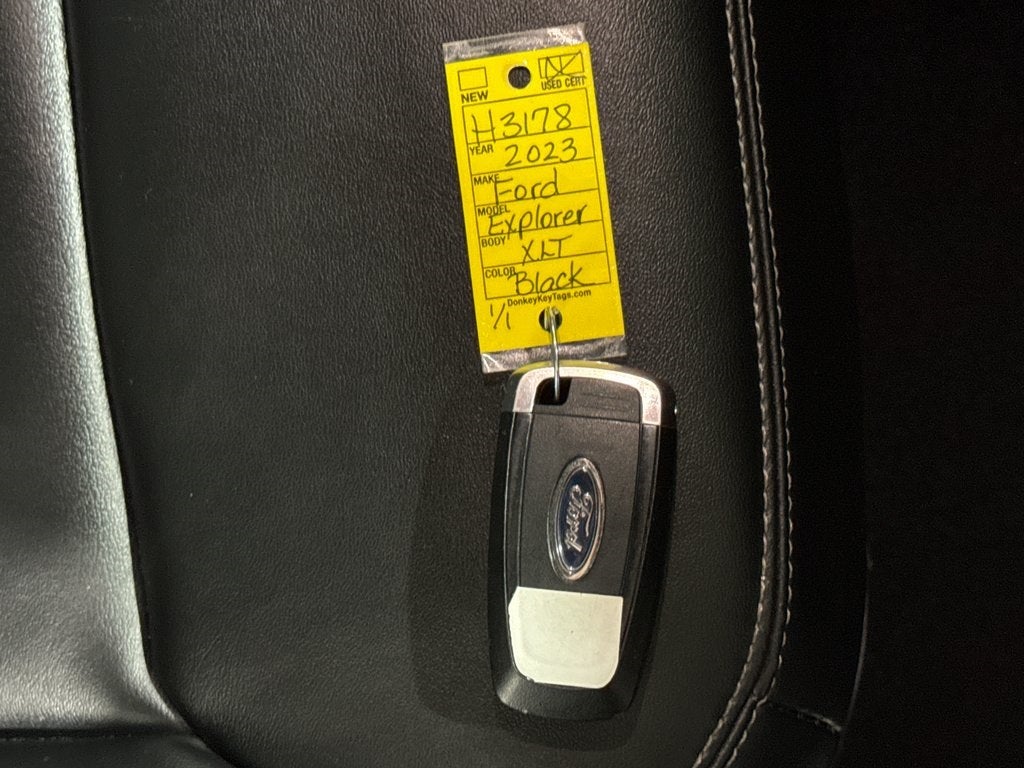 NEW
USED CERT
H3178
YEAR 2023
MAKE Ford
MODEL Explorer
BODY XLT
COLOR Black
DonkeyKeyTags.com
1/1
Ford